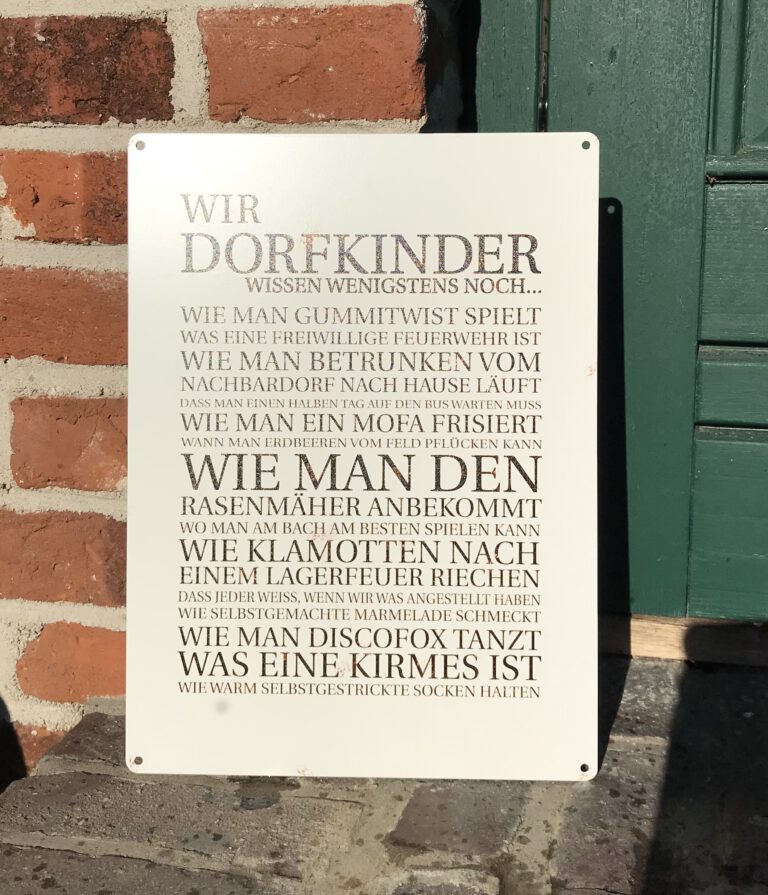 WIR
DORFKINDER
WISSEN WENIGSTENS NOCH...
WIE MAN GUMMITWIST SPIELT
WAS EINE FREIWILLIGE FEUERWEHR IST
WIE MAN BETRUNKEN VOM
NACHBARDORF NACH HAUSE LÄUFT
DASS MAN EINEN HALBEN TAG AUF DEN BUS WARTEN MUSS
WIE MAN EIN MOFA FRISIERT
WANN MAN ERDBEEREN VOM FELD PFLÜCKEN KANN
WIE MAN DEN
RASENMÄHER ANBEKOMMT
WO MAN AM BACH AM BESTEN SPIELEN KANN
WIE KLAMOTTEN NACH
EINEM LAGERFEUER RIECHEN
DASS JEDER WEISS, WENN WIR WAS ANGESTELLT HABEN
WIE SELBSTGEMACHTE MARMELADE SCHMECKT
WIE MAN DISCOFOX TANZT
WAS EINE KIRMES IST
WIE WARM SELBSTGESTRICKTE SOCKEN HALTEN